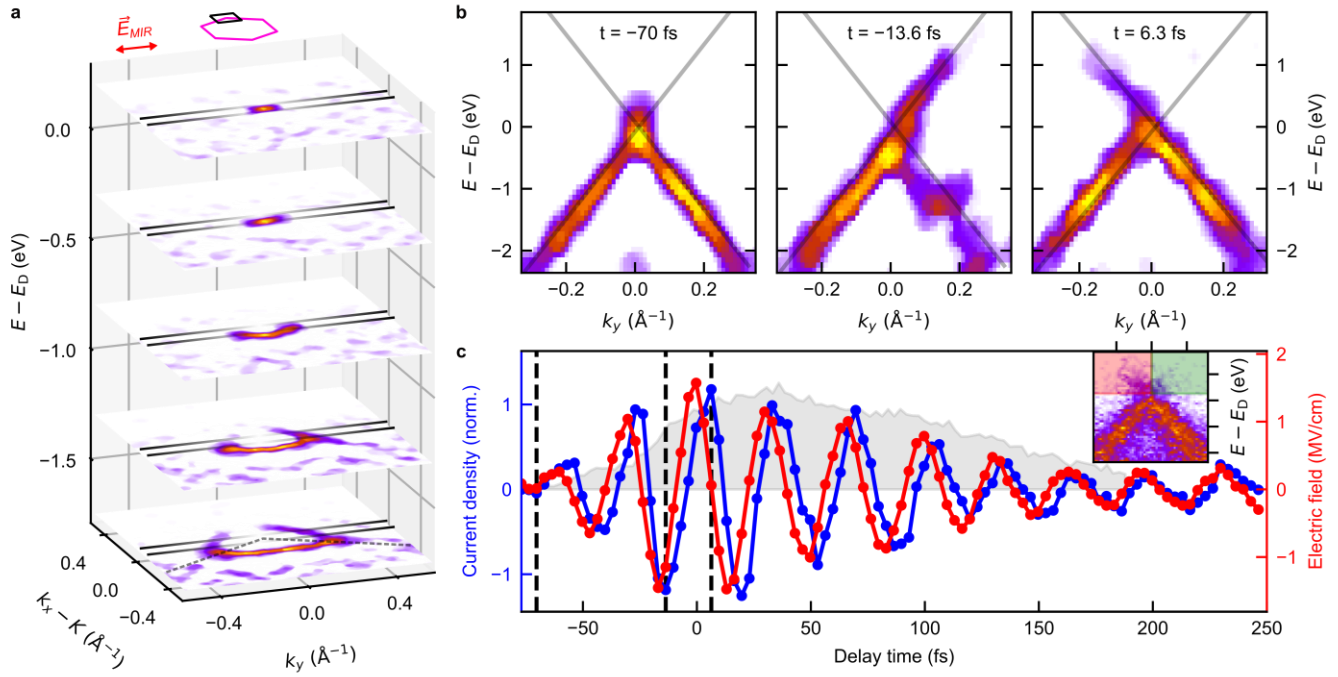 a
E⃗MIR
0.0
−0.5
−1.0
−1.5
E − ED (eV)
0.4
0.0
−0.4
kx − K (Å⁻¹)
−0.4
0.0
0.4
ky (Å⁻¹)
b
t = −70 fs
t = −13.6 fs
t = 6.3 fs
1
0
−1
−2
E − ED (eV)
1
0
−1
−2
E − ED (eV)
−0.2 0.0 0.2
−0.2 0.0 0.2
−0.2 0.0 0.2
ky (Å⁻¹)
ky (Å⁻¹)
ky (Å⁻¹)
c
Current density (norm.)
1
0
−1
E − ED (eV)
2
1
0
−1
Electric field (MV/cm)
−50 0 50 100 150 200 250
Delay time (fs)